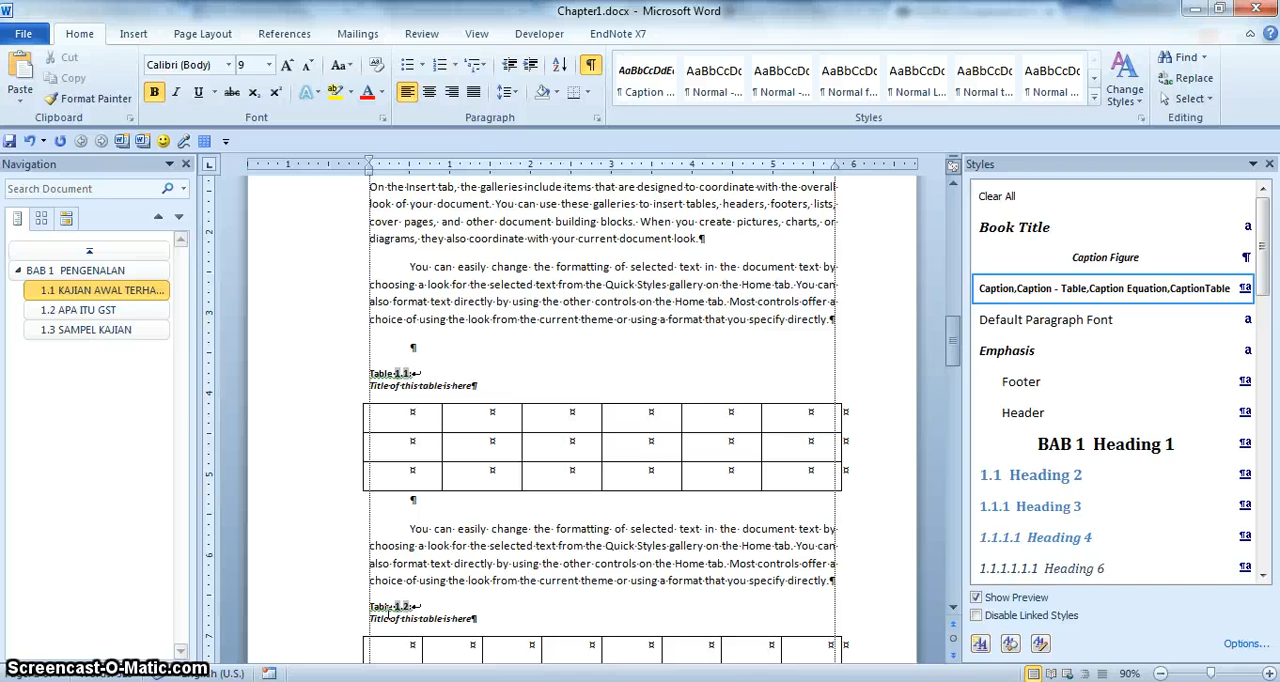 Chapter1.docx - Microsoft Word
File Home Insert Page Layout References Mailings Review View Developer EndNote X7
Paste
Cut
Copy
Format Painter
Clipboard
Calibri (Body) 9
Font
Paragraph
AaBbCcDdEe AaBbCcDc AaBbCcDc AaBbCcDc AaBbCcDc AaBbCcDc AaBbCcDc
¶ Caption ... ¶ Normal -... ¶ Normal -... ¶ Normal f... ¶ Normal L... ¶ Normal t... ¶ Normal ...
Styles
Change Styles
Find
Replace
Select
Editing
Navigation
Search Document
BAB 1 PENGENALAN
1.1 KAJIAN AWAL TERHA...
1.2 APA ITU GST
1.3 SAMPEL KAJIAN
1 1 2 3 4 5 6
2
3
4
5
6
7
On the Insert tab, the galleries include items that are designed to coordinate with the overall
look of your document. You can use these galleries to insert tables, headers, footers, lists,
cover pages, and other document building blocks. When you create pictures, charts, or
diagrams, they also coordinate with your current document look.¶
You can easily change the formatting of selected text in the document text by
choosing a look for the selected text from the Quick Styles gallery on the Home tab. You can
also format text directly by using the other controls on the Home tab. Most controls offer a
choice of using the look from the current theme or using a format that you specify directly.¶
¶
Table 1.1:
Title of this table is here¶
¶
You can easily change the formatting of selected text in the document text by
choosing a look for the selected text from the Quick Styles gallery on the Home tab. You can
also format text directly by using the other controls on the Home tab. Most controls offer a
choice of using the look from the current theme or using a format that you specify directly.¶
Table 1.2:
Title of this table is here¶
Styles
Clear All
Book Title a
Caption Figure ¶
Caption,Caption - Table,Caption Equation,CaptionTable ¶a
Default Paragraph Font a
Emphasis a
Footer ¶a
Header ¶a
BAB 1 Heading 1 ¶a
1.1 Heading 2 ¶a
1.1.1 Heading 3 ¶a
1.1.1.1 Heading 4 ¶a
1.1.1.1.1.1 Heading 6 ¶a
Show Preview
Disable Linked Styles
Options...
Screencast-O-Matic.com
English (U.S.)
90%